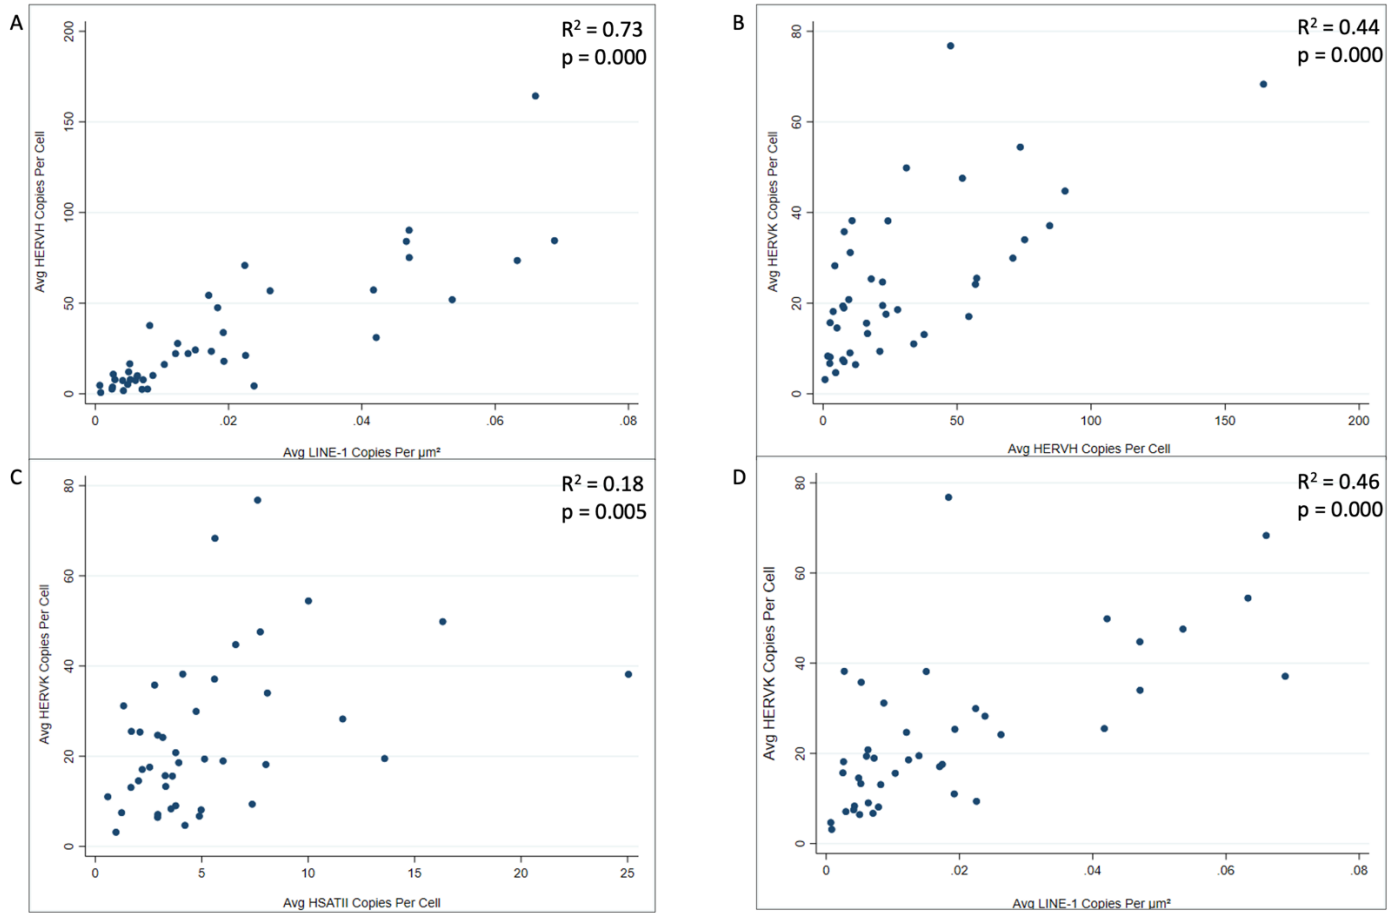 A
R² = 0.73
p = 0.000
Avg HERVH Copies Per Cell
200
150
100
50
0
0 .02 .04 .06 .08
Avg LINE-1 Copies Per µm²
B
R² = 0.44
p = 0.000
Avg HERVK Copies Per Cell
80
60
40
20
0
0 50 100 150 200
Avg HERVH Copies Per Cell
C
R² = 0.18
p = 0.005
Avg HERVK Copies Per Cell
80
60
40
20
0
0 5 10 15 20 25
Avg HSATII Copies Per Cell
D
R² = 0.46
p = 0.000
Avg HERVK Copies Per Cell
80
60
40
20
0
0 .02 .04 .06 .08
Avg LINE-1 Copies Per µm²